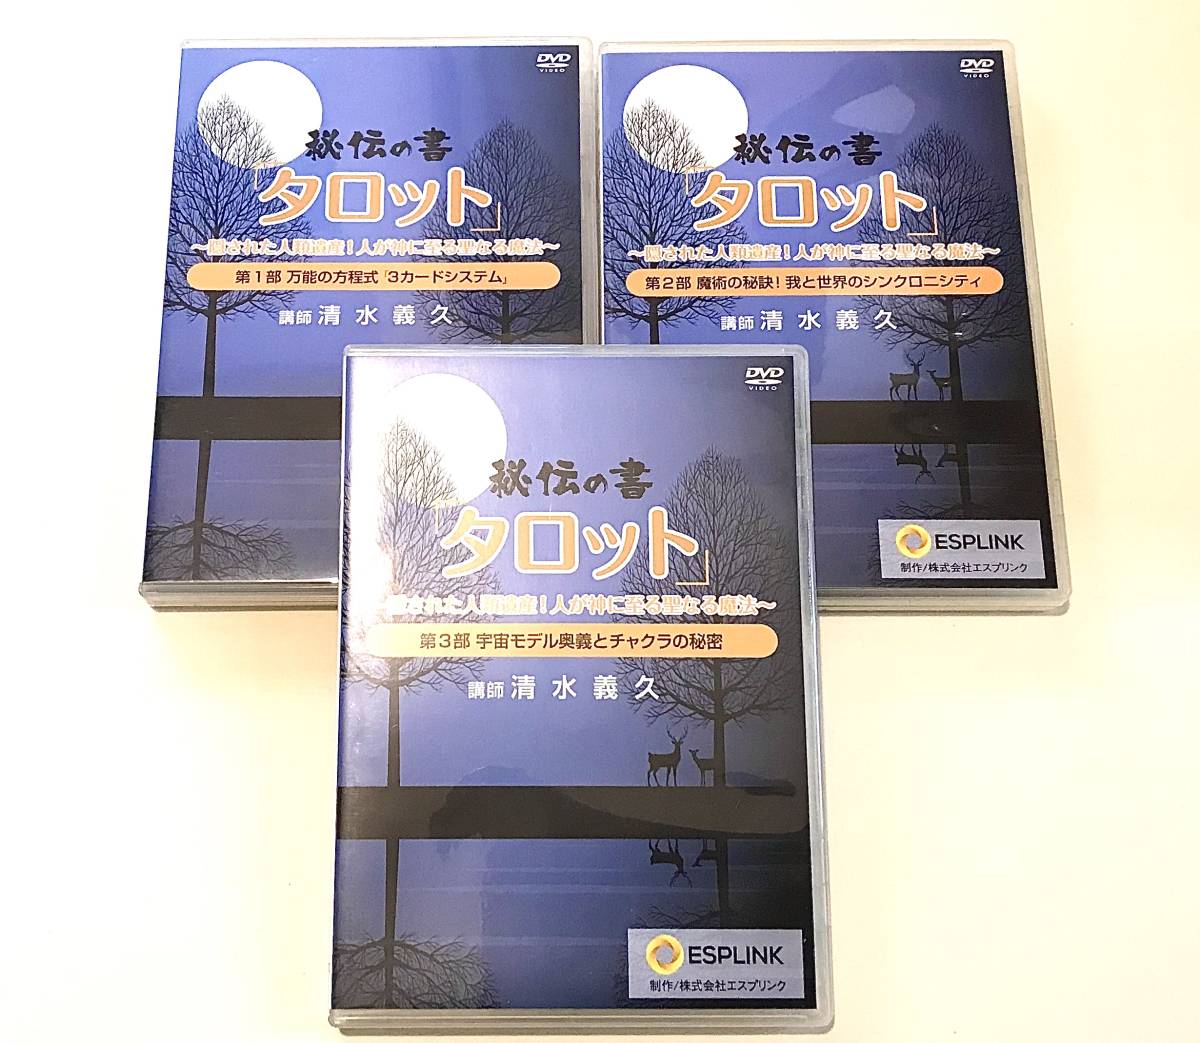 DVD
VIDEO
秘伝の書
「タロット」
〜隠された人類遺産！人が神に至る聖なる魔法〜
第1部 万能の方程式「3カードシステム」
講師 清水義久
DVD
VIDEO
秘伝の書
「タロット」
〜隠された人類遺産！人が神に至る聖なる魔法〜
第2部 魔術の秘訣！我と世界のシンクロニシティ
講師 清水義久
ESPLINK
制作/株式会社エスプリンク
DVD
VIDEO
秘伝の書
「タロット」
隠された人類遺産！人が神に至る聖なる魔法〜
第3部 宇宙モデル奥義とチャクラの秘密
講師 清水義久
ESPLINK
制作/株式会社エスプリンク